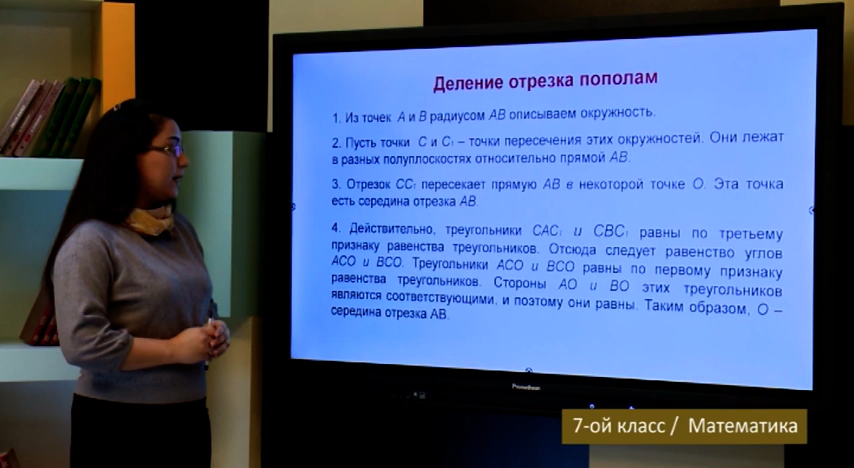 Деление отрезка пополам
1. Из точек A и B радиусом AB описываем окружность.
2. Пусть точки C и C₁ – точки пересечения этих окружностей. Они лежат
в разных полуплоскостях относительно прямой AB.
3. Отрезок CC₁ пересекает прямую AB в некоторой точке O. Эта точка
есть середина отрезка AB.
4. Действительно, треугольники CAC₁ и CBC₁ равны по третьему
признаку равенства треугольников. Отсюда следует равенство углов
ACO и BCO. Треугольники ACO и BCO равны по первому признаку
равенства треугольников. Стороны AO и BO этих треугольников
являются соответствующими, и поэтому они равны. Таким образом, O –
середина отрезка AB.
Promethean
7-ой класс / Математика